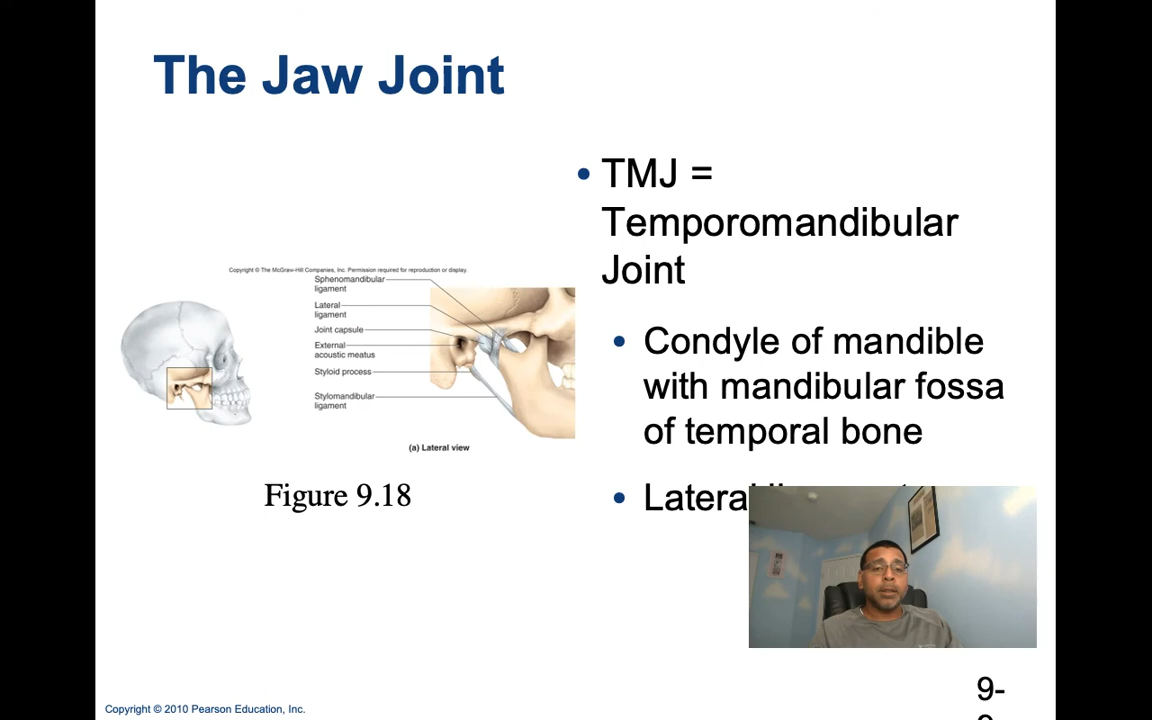 The Jaw Joint
• TMJ =
Temporomandibular
Joint
• Condyle of mandible
with mandibular fossa
of temporal bone
• Lateral
Copyright © The McGraw-Hill Companies, Inc. Permission required for reproduction or display.
Sphenomandibular
ligament
Lateral
ligament
Joint capsule
External
acoustic meatus
Styloid process
Stylomandibular
ligament
(a) Lateral view
Figure 9.18
Copyright © 2010 Pearson Education, Inc.
9-